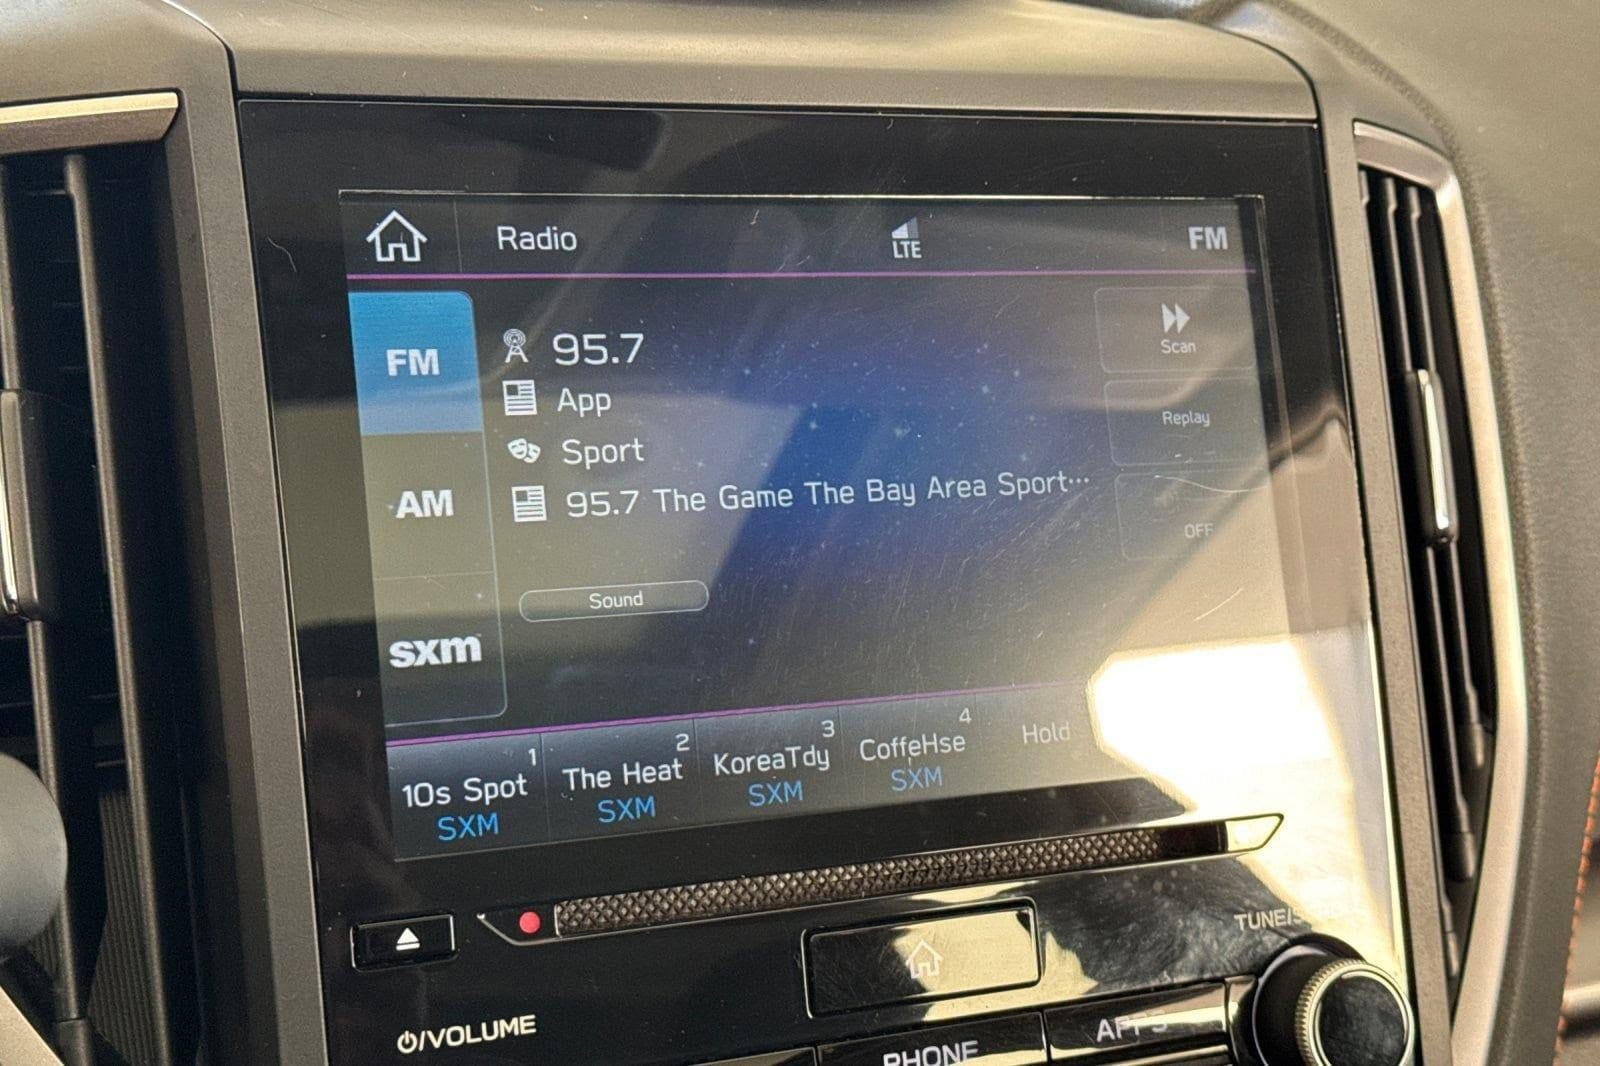 Radio
LTE
FM
FM
AM
sxm
95.7
App
Sport
95.7 The Game The Bay Area Sport...
Sound
Scan
Replay
OFF
1
10s Spot
SXM
2
The Heat
SXM
3
KoreaTdy
SXM
4
CoffeHse
SXM
Hold
/VOLUME
PHONE
APPS